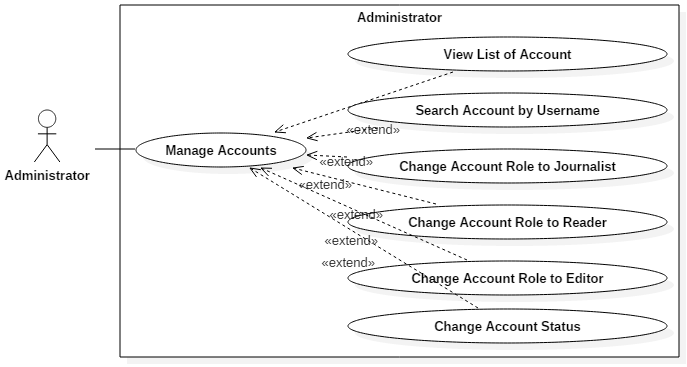 Administrator
View List of Account
Search Account by Username
«extend»
Manage Accounts
«extend»
Change Account Role to Journalist
Administrator
«extend»
«extend»
Change Account Role to Reader
«extend»
«extend»
Change Account Role to Editor
Change Account Status